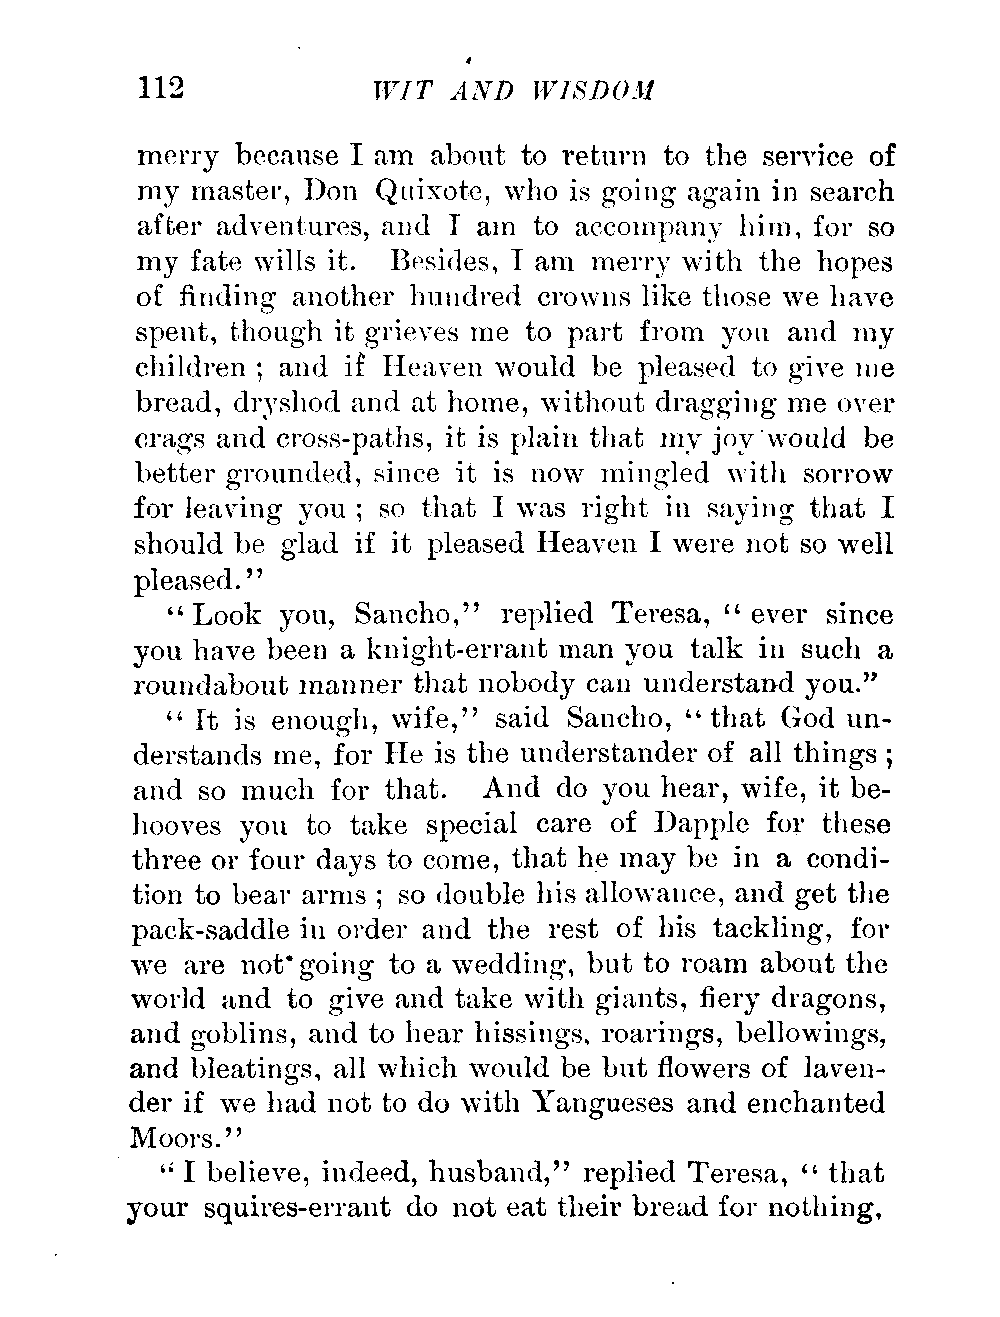 112 WIT AND WISDOM
merry because I am about to return to the service of
my master, Don Quixote, who is going again in search
after adventures, and I am to accompany him, for so
my fate wills it. Besides, I am merry with the hopes
of finding another hundred crowns like those we have
spent, though it grieves me to part from you and my
children ; and if Heaven would be pleased to give me
bread, dryshod and at home, without dragging me over
crags and cross-paths, it is plain that my joy would be
better grounded, since it is now mingled with sorrow
for leaving you ; so that I was right in saying that I
should be glad if it pleased Heaven I were not so well
pleased."
" Look you, Sancho," replied Teresa, " ever since
you have been a knight-errant man you talk in such a
roundabout manner that nobody can understand you."
" It is enough, wife," said Sancho, " that God un-
derstands me, for He is the understander of all things ;
and so much for that. And do you hear, wife, it be-
hooves you to take special care of Dapple for these
three or four days to come, that he may be in a condi-
tion to bear arms ; so double his allowance, and get the
pack-saddle in order and the rest of his tackling, for
we are not going to a wedding, but to roam about the
world and to give and take with giants, fiery dragons,
and goblins, and to hear hissings, roarings, bellowings,
and bleatings, all which would be but flowers of laven-
der if we had not to do with Yangueses and enchanted
Moors."
" I believe, indeed, husband," replied Teresa, " that
your squires-errant do not eat their bread for nothing,